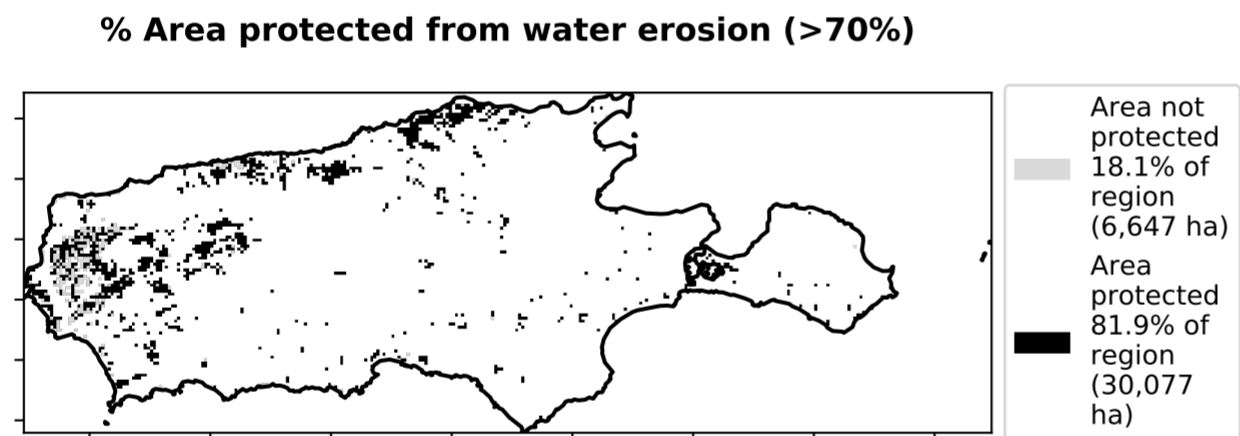 % Area protected from water erosion (>70%)
Area not
protected
18.1% of
region
(6,647 ha)
Area
protected
81.9% of
region
(30,077
ha)